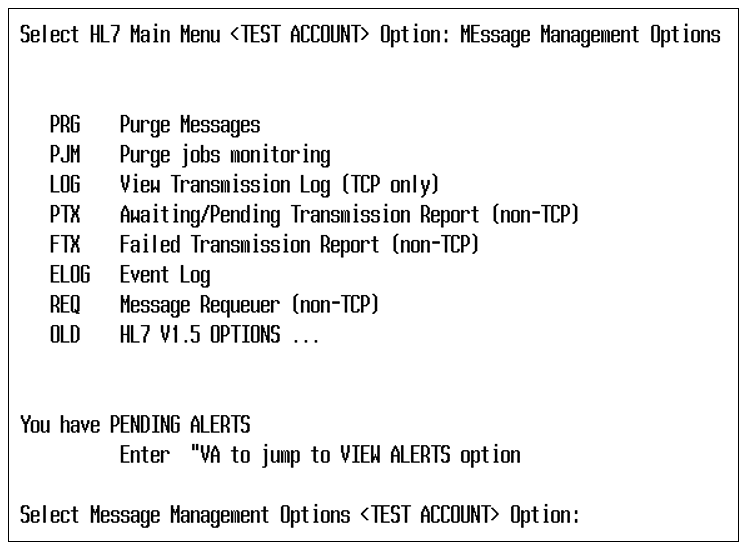 Select HL7 Main Menu <TEST ACCOUNT> Option: MEssage Management Options
PRG Purge Messages
PJM Purge jobs monitoring
LOG View Transmission Log (TCP only)
PTX Awaiting/Pending Transmission Report (non-TCP)
FTX Failed Transmission Report (non-TCP)
ELOG Event Log
REQ Message Requeuer (non-TCP)
OLD HL7 V1.5 OPTIONS ...
You have PENDING ALERTS
Enter "VA to jump to VIEW ALERTS option
Select Message Management Options <TEST ACCOUNT> Option: